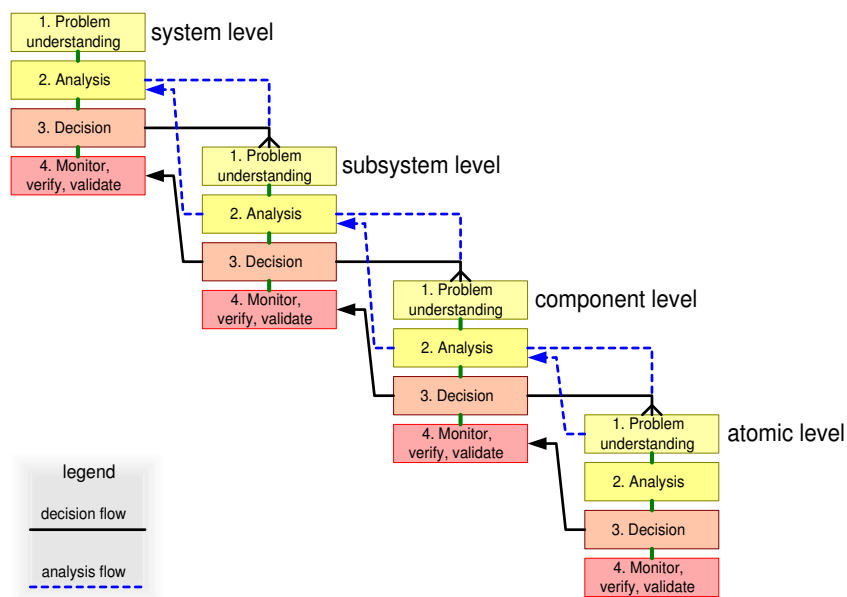 1. Problem
understanding
system level
2. Analysis
3. Decision
4. Monitor,
verify, validate
1. Problem
understanding
subsystem level
2. Analysis
3. Decision
4. Monitor,
verify, validate
1. Problem
understanding
component level
2. Analysis
3. Decision
4. Monitor,
verify, validate
1. Problem
understanding
atomic level
2. Analysis
3. Decision
4. Monitor,
verify, validate
legend
decision flow
analysis flow